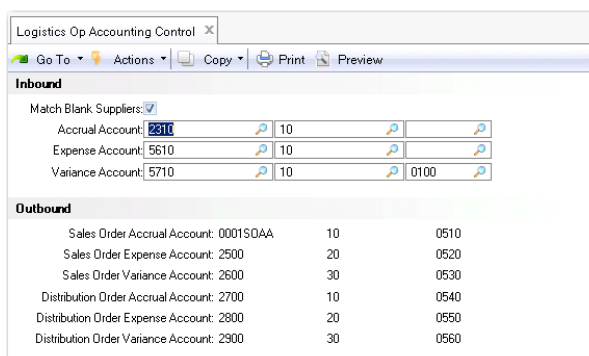 Logistics Op Accounting Control
Go To Actions Copy Print Preview
Inbound
Match Blank Suppliers:
Accrual Account: 2310 10
Expense Account: 5610 10
Variance Account: 5710 10 0100
Outbound
Sales Order Accrual Account: 0001SOAA 10 0510
Sales Order Expense Account: 2500 20 0520
Sales Order Variance Account: 2600 30 0530
Distribution Order Accrual Account: 2700 10 0540
Distribution Order Expense Account: 2800 20 0550
Distribution Order Variance Account: 2900 30 0560